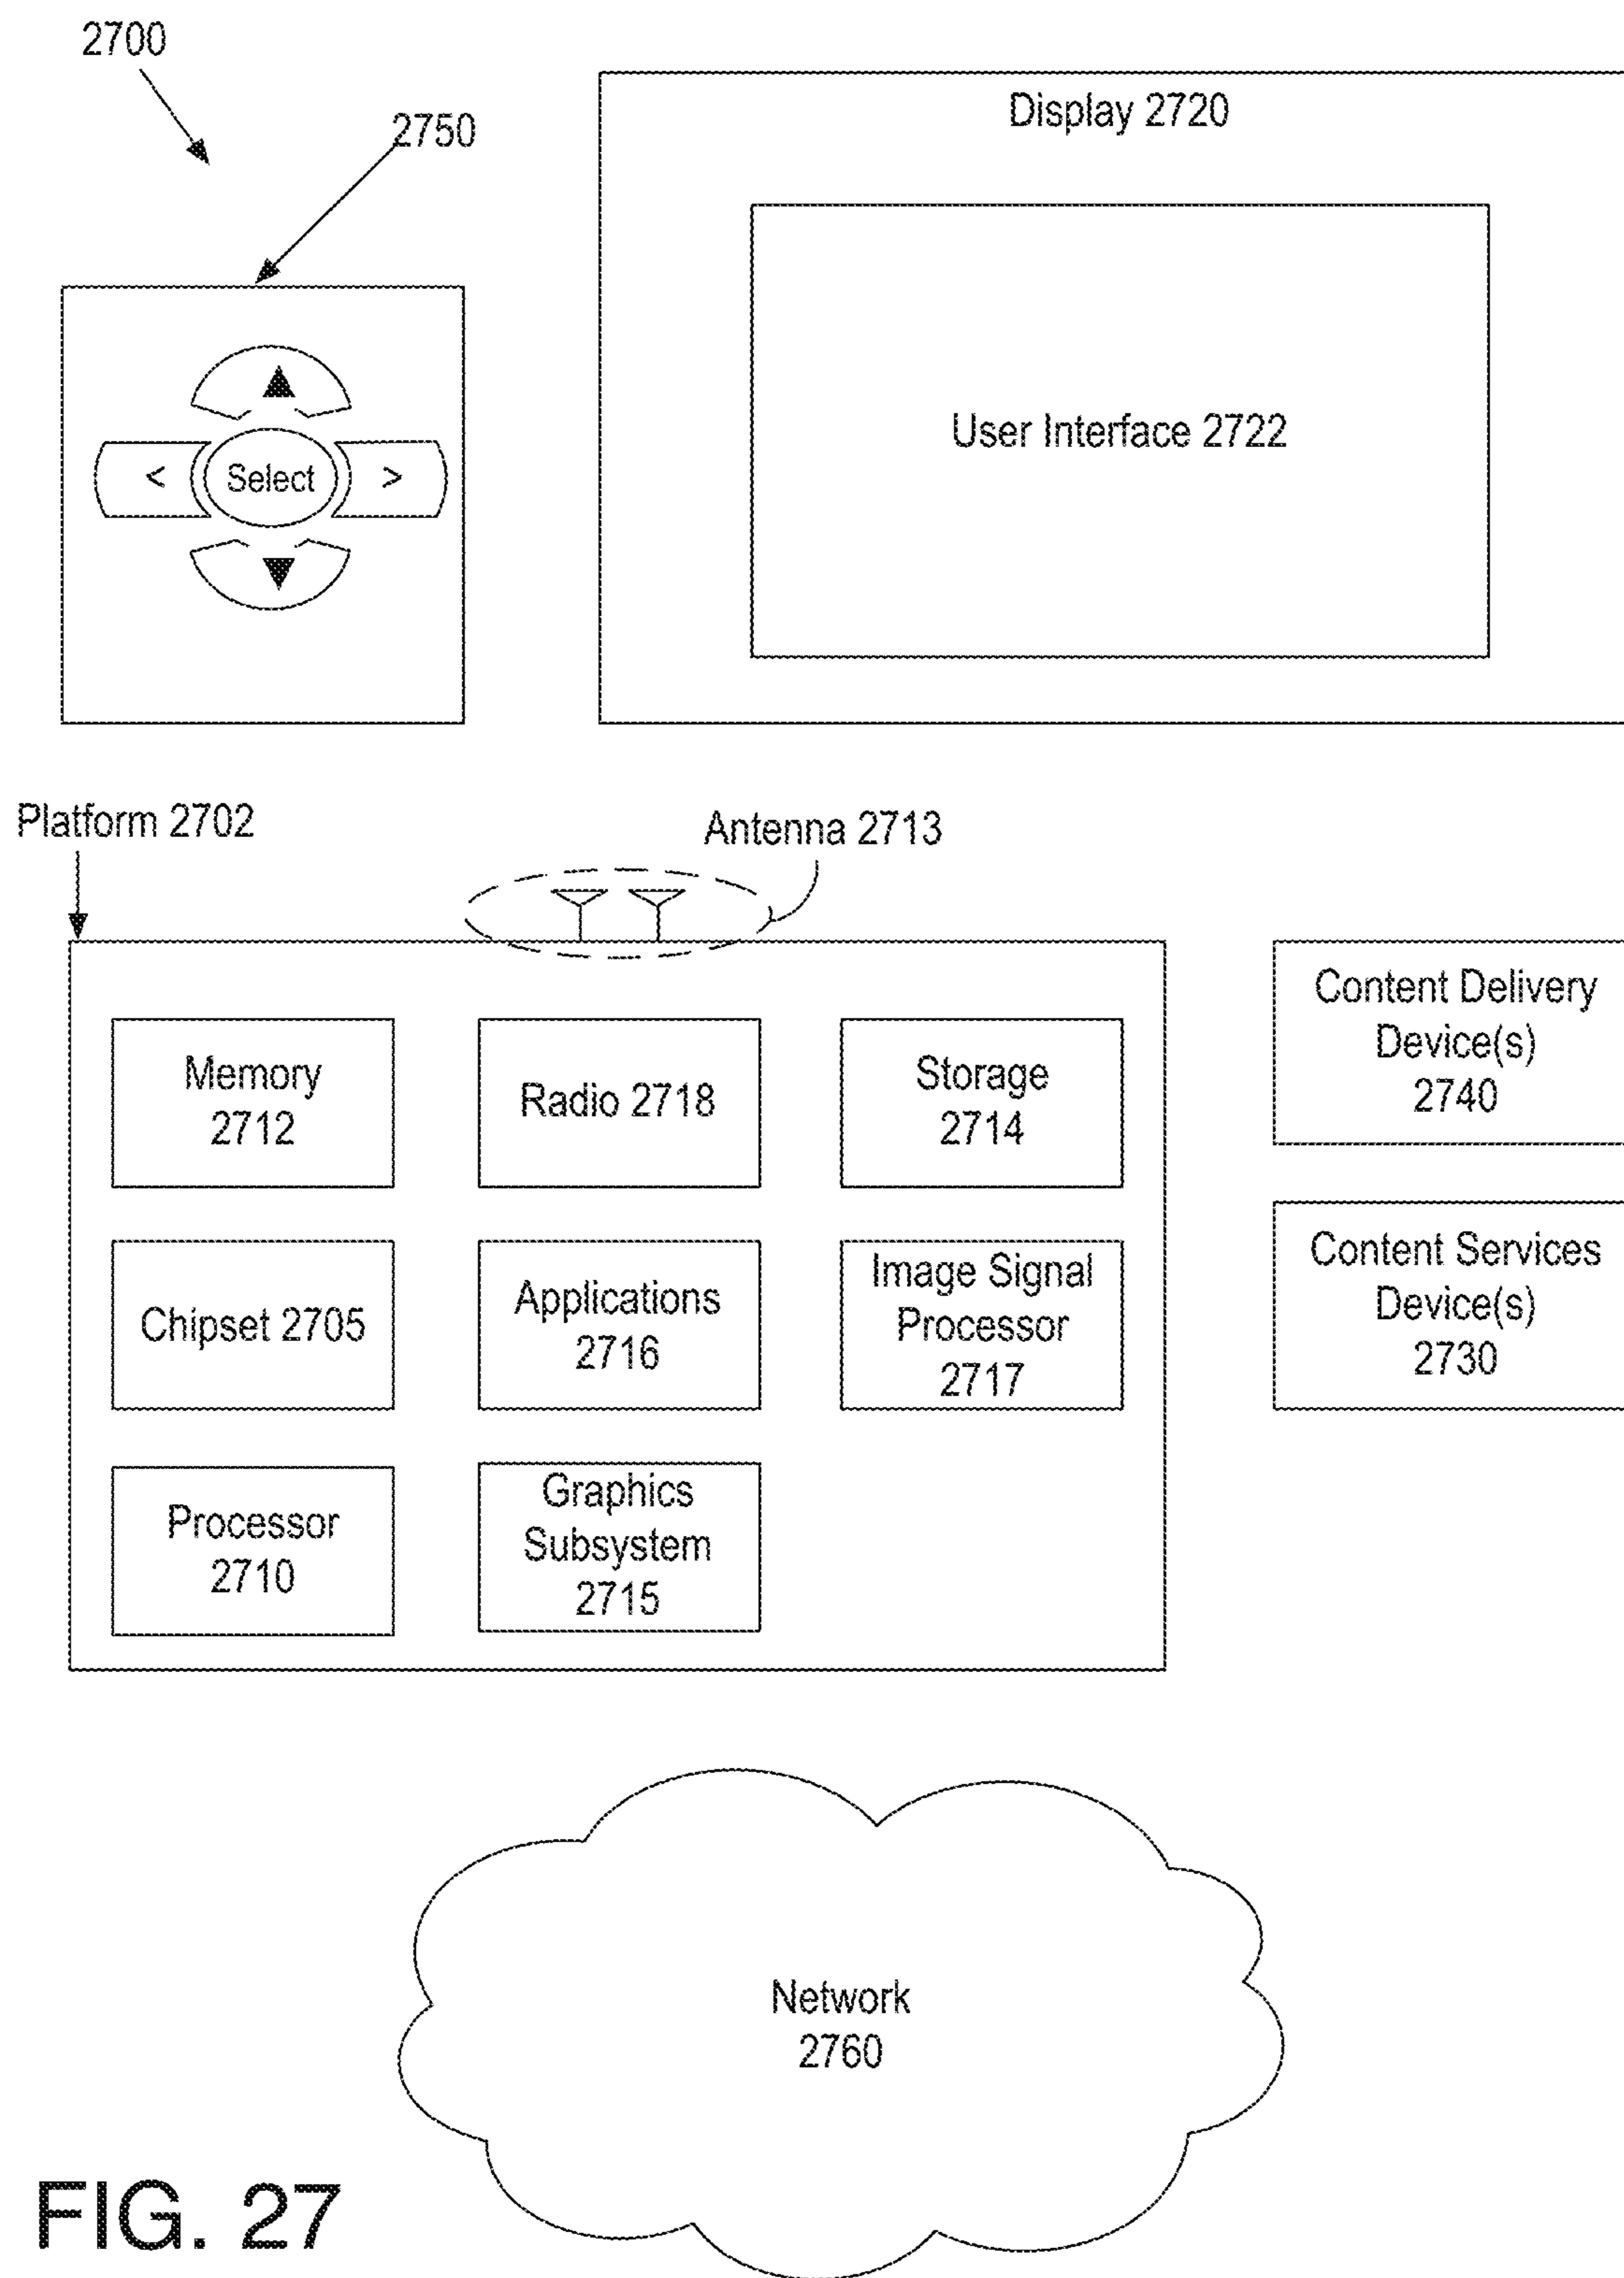 2700
2750
Display 2720
User Interface 2722
<
Select
>
Platform 2702
Antenna 2713
Memory
2712
Radio 2718
Storage
2714
Content Delivery
Device(s)
2740
Chipset 2705
Applications
2716
Image Signal
Processor
2717
Content Services
Device(s)
2730
Processor
2710
Graphics
Subsystem
2715
Network
2760
FIG. 27